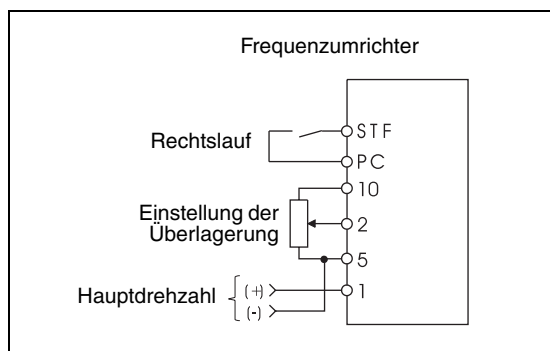 Frequenzumrichter
Rechtslauf
STF
PC
10
Einstellung der
Überlagerung
2
5
Hauptdrehzahl
(+)
1
(-)